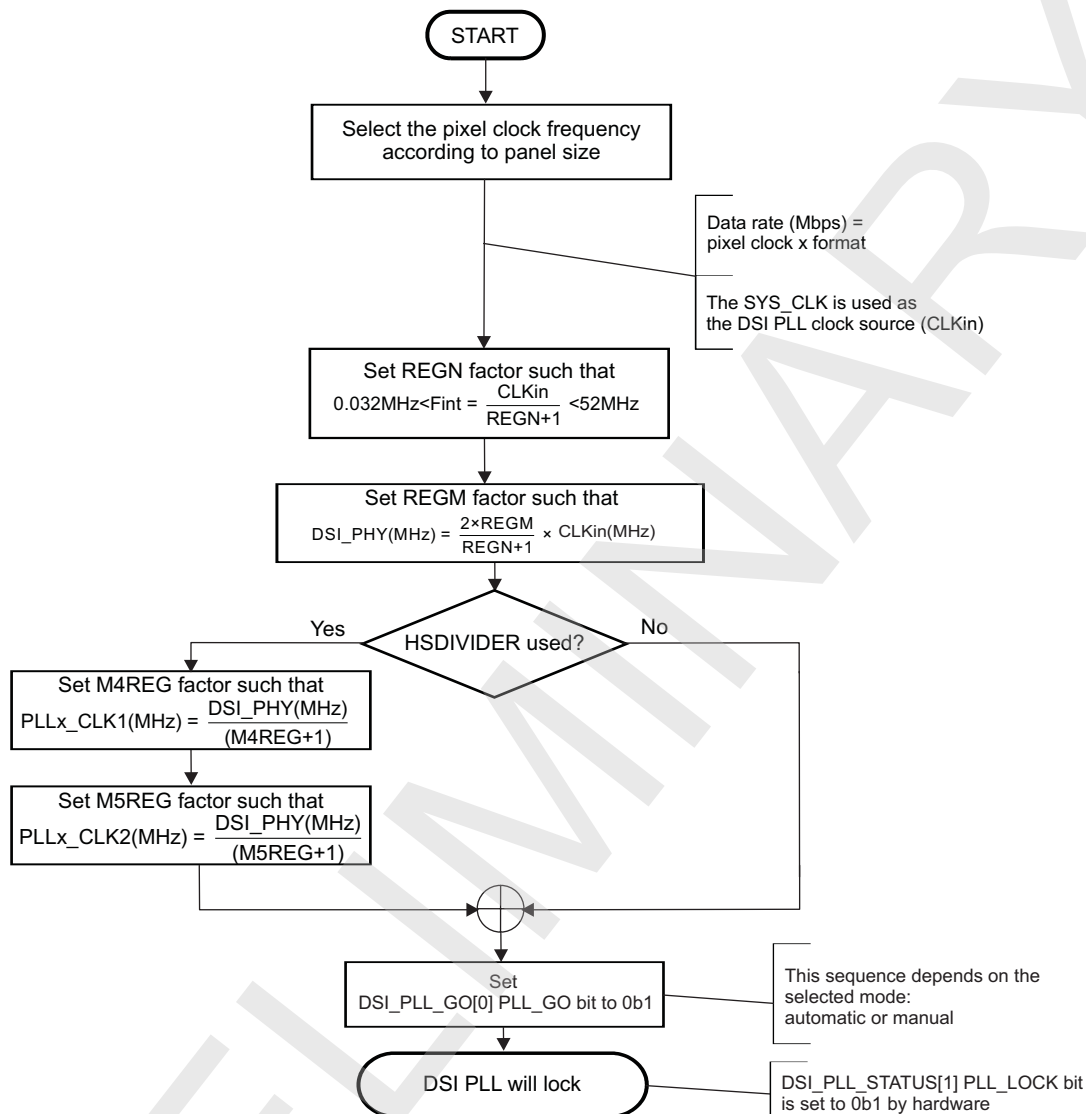 START
Select the pixel clock frequency
according to panel size
Data rate (Mbps) =
pixel clock x format
The SYS_CLK is used as
the DSI PLL clock source (CLKin)
Set REGN factor such that
0.032MHz<Fint = CLKin / REGN+1 <52MHz
Set REGM factor such that
DSI_PHY(MHz) = 2×REGM / REGN+1 × CLKin(MHz)
HSDIVIDER used?
Yes
No
Set M4REG factor such that
PLLx_CLK1(MHz) = DSI_PHY(MHz) / (M4REG+1)
Set M5REG factor such that
PLLx_CLK2(MHz) = DSI_PHY(MHz) / (M5REG+1)
Set
DSI_PLL_GO[0] PLL_GO bit to 0b1
This sequence depends on the
selected mode:
automatic or manual
DSI PLL will lock
DSI_PLL_STATUS[1] PLL_LOCK bit
is set to 0b1 by hardware
ELIMINARY